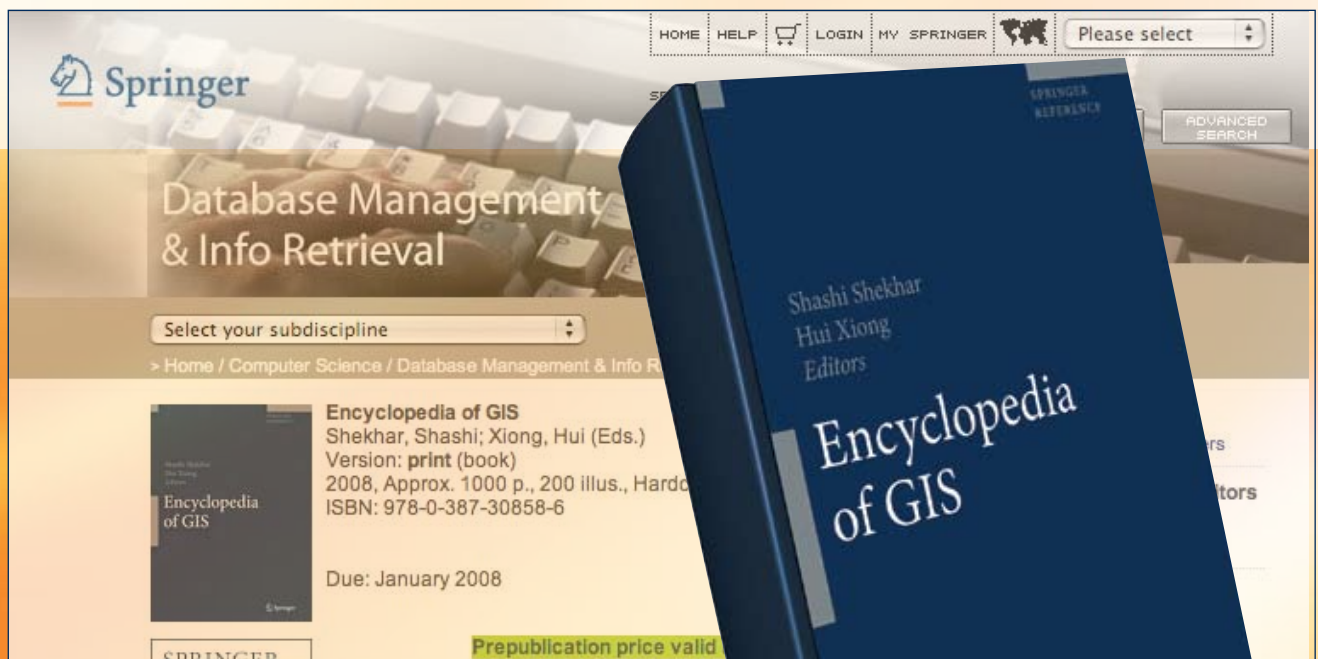 HOME HELP LOGIN MY SPRINGER Please select
Springer
ADVANCED
SEARCH
Database Management
& Info Retrieval
Select your subdiscipline
> Home / Computer Science / Database Management & Info
Encyclopedia of GIS
Shekhar, Shashi; Xiong, Hui (Eds.)
Version: print (book)
2008, Approx. 1000 p., 200 illus.,
ISBN: 978-0-387-30858-6
Due: January 2008
Prepublication price valid
SPRINGER
Encyclopedia
of GIS
Springer
SPRINGER
REFERENCE
Shashi Shekhar
Hui Xiong
Editors
Encyclopedia
of GIS